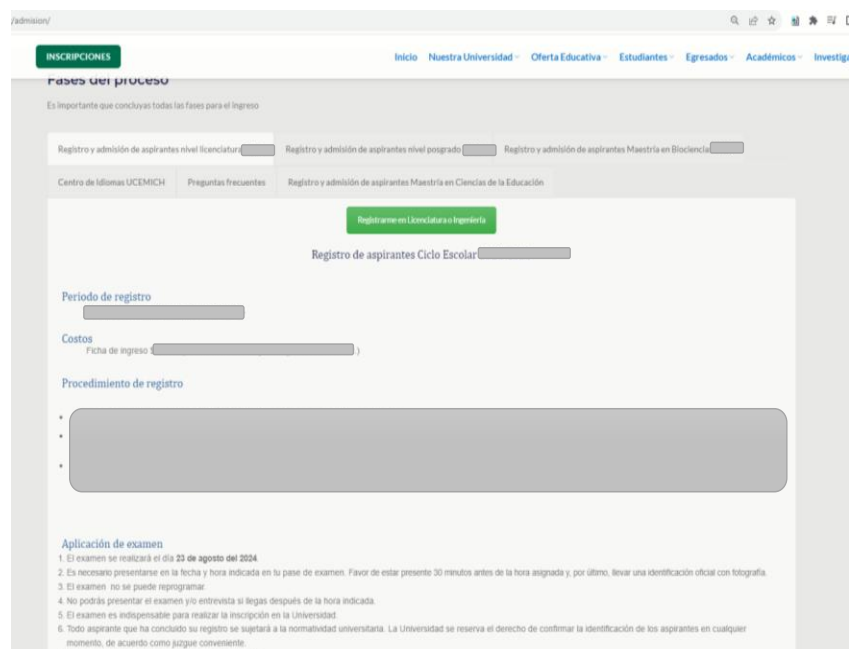 /admision/
INSCRIPCIONES Inicio Nuestra Universidad Oferta Educativa Estudiantes Egresados Académicos Investiga
Fases del proceso
Es importante que concluyas todas las fases para el ingreso
Registro y admisión de aspirantes nivel licenciatura Registro y admisión de aspirantes nivel posgrado Registro y admisión de aspirantes Maestría en Biociencia
Centro de Idiomas UCEMICH Preguntas frecuentes Registro y admisión de aspirantes Maestría en Ciencias de la Educación
Registrarme en Licenciatura o Ingeniería
Registro de aspirantes Ciclo Escolar
Periodo de registro
Costos
Ficha de ingreso $ .)
Procedimiento de registro
Aplicación de examen
1. El examen se realizará el día 23 de agosto del 2024.
2. Es necesario presentarse en la fecha y hora indicada en tu pase de examen. Favor de estar presente 30 minutos antes de la hora asignada y, por último, llevar una identificación oficial con fotografía.
3. El examen no se puede reprogramar.
4. No podrás presentar el examen y/o entrevista si llegas después de la hora indicada.
5. El examen es indispensable para realizar la inscripción en la Universidad.
6. Todo aspirante que ha concluido su registro se sujetará a la normatividad universitaria. La Universidad se reserva el derecho de confirmar la identificación de los aspirantes en cualquier
momento, de acuerdo como juzgue conveniente.